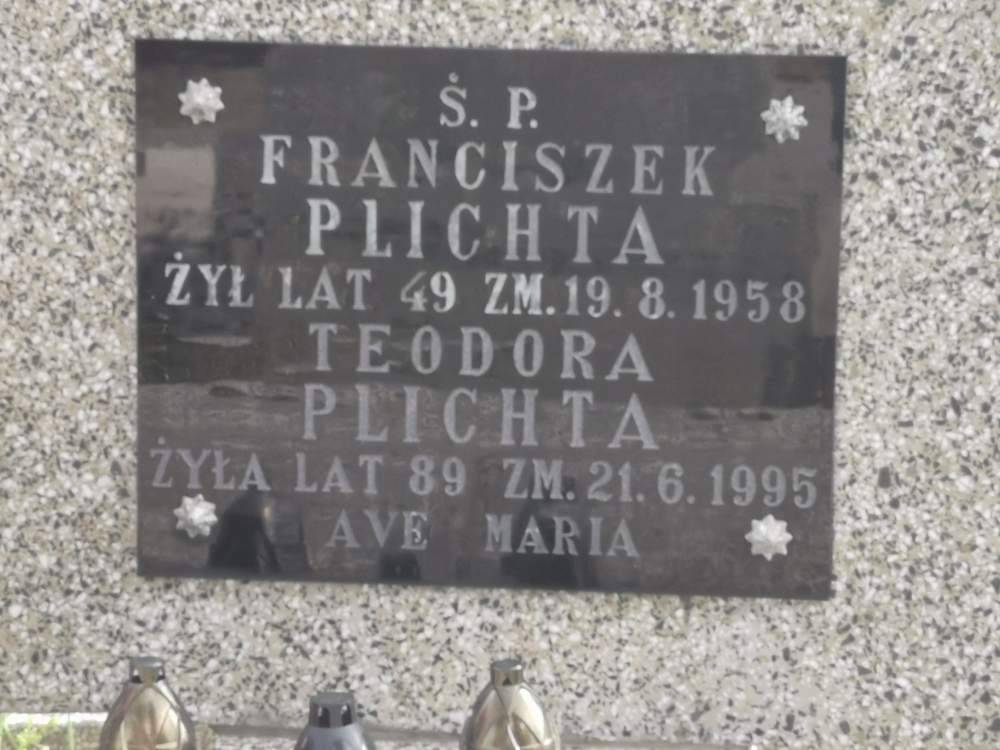 Ś. P.
FRANCISZEK
PLICHTA
ŻYŁ LAT 49 ZM. 19. 8. 1958
TEODORA
PLICHTA
ŻYŁA LAT 89 ZM. 21. 6. 1995
AVE MARIA